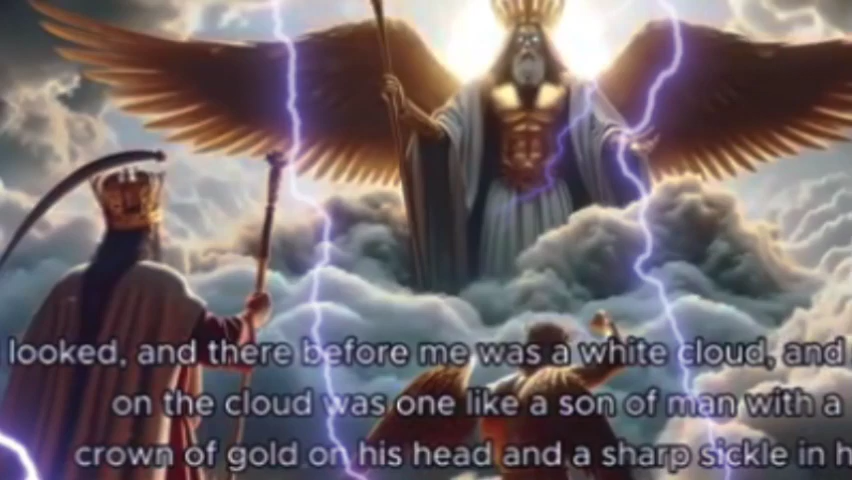 looked, and there before me was a white cloud, and
on the cloud was one like a son of man with a
crown of gold on his head and a sharp sickle in h